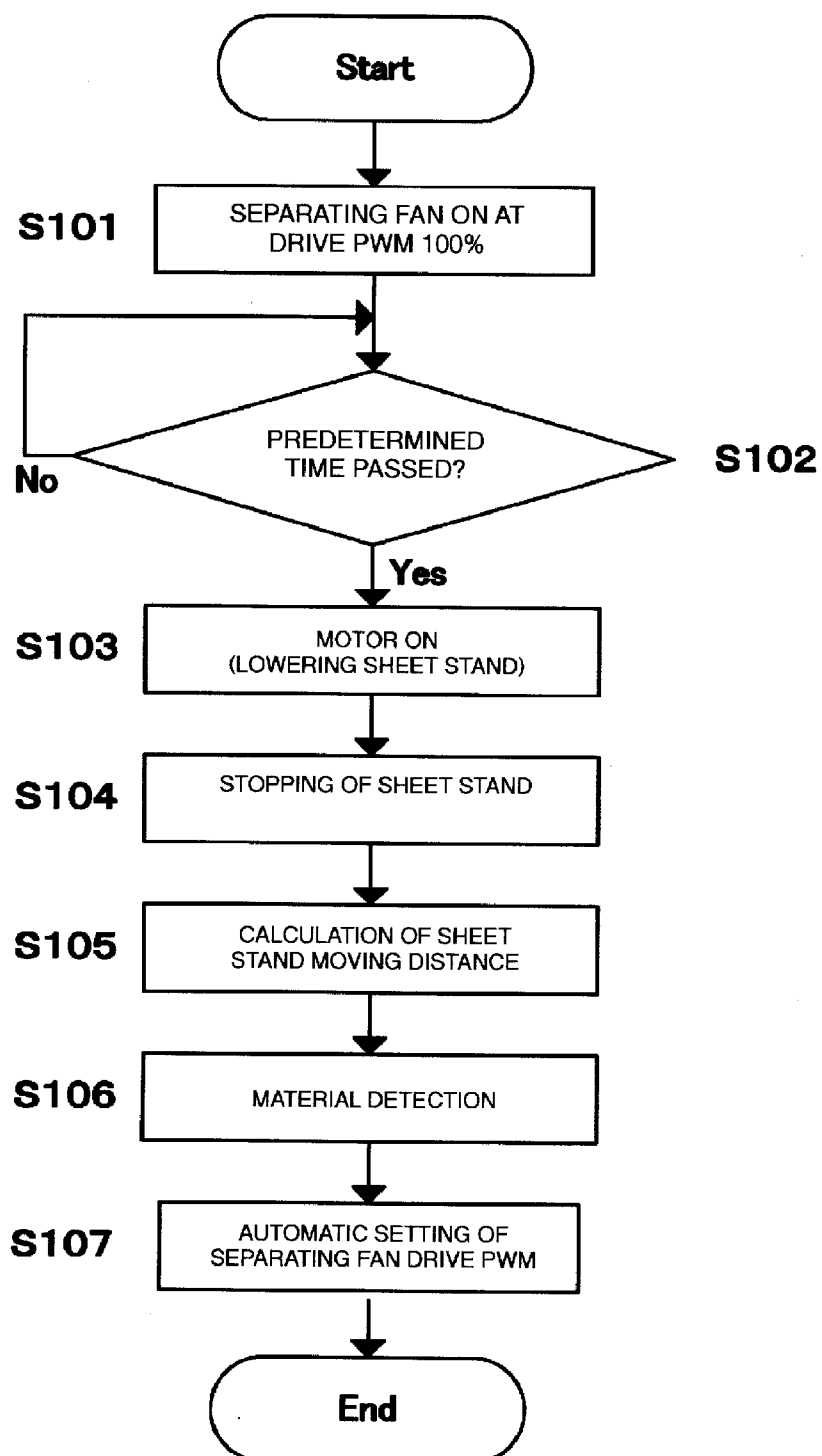 Start
S101
SEPARATING FAN ON AT
DRIVE PWM 100%
PREDETERMINED
TIME PASSED?
S102
No
Yes
S103
MOTOR ON
(LOWERING SHEET STAND)
S104
STOPPING OF SHEET STAND
S105
CALCULATION OF SHEET
STAND MOVING DISTANCE
S106
MATERIAL DETECTION
S107
AUTOMATIC SETTING OF
SEPARATING FAN DRIVE PWM
End